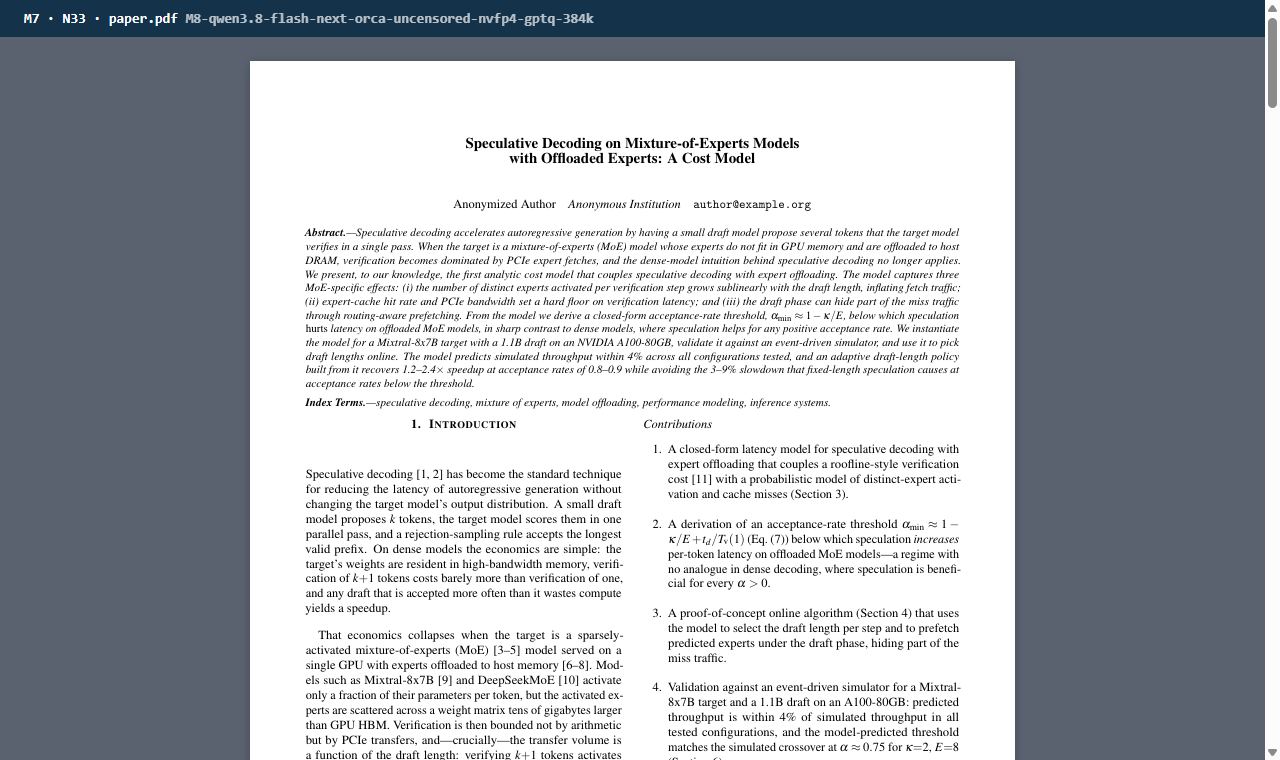 M7 · N33 · paper.pdf M8-qwen3.8-flash-next-orca-uncensored-nvfp4-gptq-384k
Speculative Decoding on Mixture-of-Experts Models
with Offloaded Experts: A Cost Model
Anonymized Author Anonymous Institution author@example.org
Abstract.—Speculative decoding accelerates autoregressive generation by having a small draft model propose several tokens that the target model
verifies in a single pass. When the target is a mixture-of-experts (MoE) model whose experts do not fit in GPU memory and are offloaded to host
DRAM, verification becomes dominated by PCIe expert fetches, and the dense-model intuition behind speculative decoding no longer applies.
We present, to our knowledge, the first analytic cost model that couples speculative decoding with expert offloading. The model captures three
MoE-specific effects: (i) the number of distinct experts activated per verification step grows sublinearly with the draft length, inflating fetch traffic;
(ii) expert-cache hit rate and PCIe bandwidth set a hard floor on verification latency; and (iii) the draft phase can hide part of the miss traffic
through routing-aware prefetching. From the model we derive a closed-form acceptance-rate threshold, αmin ≈ 1 − κ/E, below which speculation
hurts latency on offloaded MoE models, in sharp contrast to dense models, where speculation helps for any positive acceptance rate. We instantiate
the model for a Mixtral-8x7B target with a 1.1B draft on an NVIDIA A100-80GB, validate it against an event-driven simulator, and use it to pick
draft lengths online. The model predicts simulated throughput within 4% across all configurations tested, and an adaptive draft-length policy
built from it recovers 1.2–2.4× speedup at acceptance rates of 0.8–0.9 while avoiding the 3–9% slowdown that fixed-length speculation causes at
acceptance rates below the threshold.
Index Terms.—speculative decoding, mixture of experts, model offloading, performance modeling, inference systems.
1. INTRODUCTION
Speculative decoding [1, 2] has become the standard technique
for reducing the latency of autoregressive generation without
changing the target model's output distribution. A small draft
model proposes k tokens, the target model scores them in one
parallel pass, and a rejection-sampling rule accepts the longest
valid prefix. On dense models the economics are simple: the
target's weights are resident in high-bandwidth memory, verifi-
cation of k+1 tokens costs barely more than verification of one,
and any draft that is accepted more often than it wastes compute
yields a speedup.
That economics collapses when the target is a sparsely-
activated mixture-of-experts (MoE) model [3–5] model served on a
single GPU with experts offloaded to host memory [6–8]. Mod-
els such as Mixtral-8x7B [9] and DeepSeekMoE [10] activate
only a fraction of their parameters per token, but the activated ex-
perts are scattered across a weight matrix tens of gigabytes larger
than GPU HBM. Verification is then bounded not by arithmetic
but by PCIe transfers, and—crucially—the transfer volume is
a function of the draft length: verifying k+1 tokens activates
Contributions
1. A closed-form latency model for speculative decoding with
expert offloading that couples a roofline-style verification
cost [11] with a probabilistic model of distinct-expert acti-
vation and cache misses (Section 3).
2. A derivation of an acceptance-rate threshold αmin ≈ 1 −
κ/E + td/Tv(1) (Eq. (7)) below which speculation increases
per-token latency on offloaded MoE models—a regime with
no analogue in dense decoding, where speculation is benefi-
cial for every α > 0.
3. A proof-of-concept online algorithm (Section 4) that uses
the model to select the draft length per step and to prefetch
predicted experts under the draft phase, hiding part of the
miss traffic.
4. Validation against an event-driven simulator for a Mixtral-
8x7B target and a 1.1B draft on an A100-80GB: predicted
throughput is within 4% of simulated throughput in all
tested configurations, and the model-predicted threshold
matches the simulated crossover at α ≈ 0.75 for κ=2, E=8